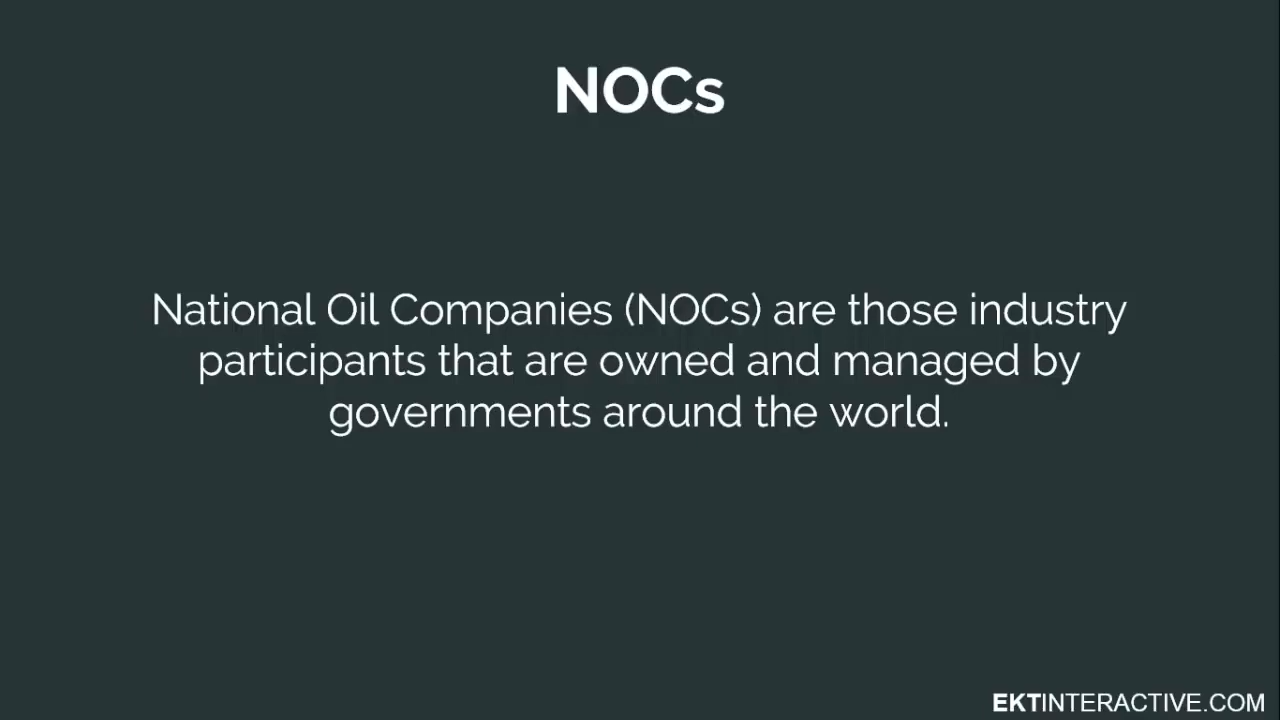 NOCs
National Oil Companies (NOCs) are those industry
participants that are owned and managed by
governments around the world.
EKTINTERACTIVE.COM